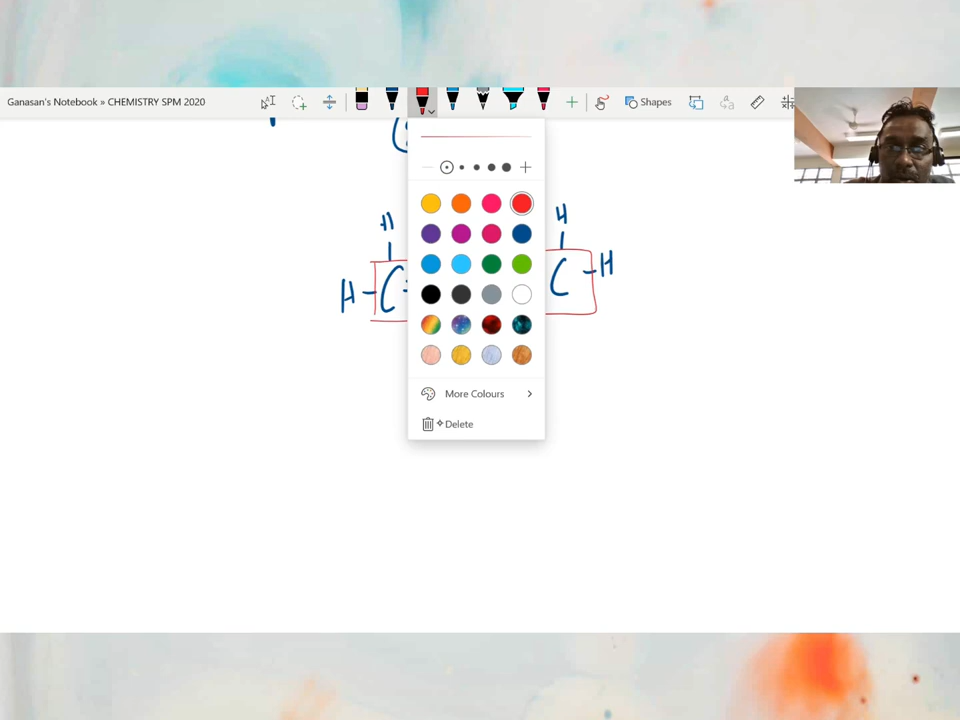 Ganasan's Notebook » CHEMISTRY SPM 2020
Shapes
H H
H - C C - H
More Colours
Delete